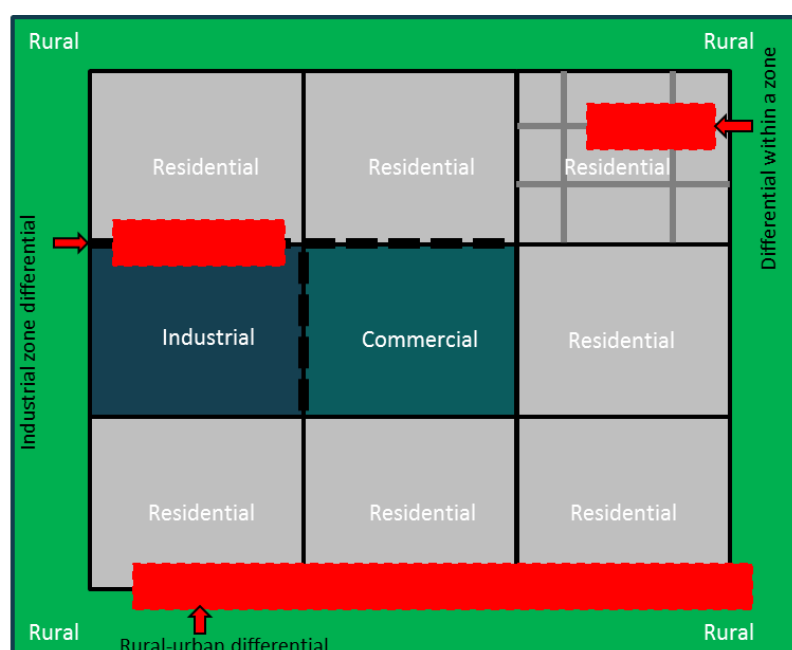 Rural
Rural
Residential
Residential
Residential
Differential within a zone
Industrial zone differential
Industrial
Commercial
Residential
Residential
Residential
Residential
Rural
Rural-urban differential
Rural